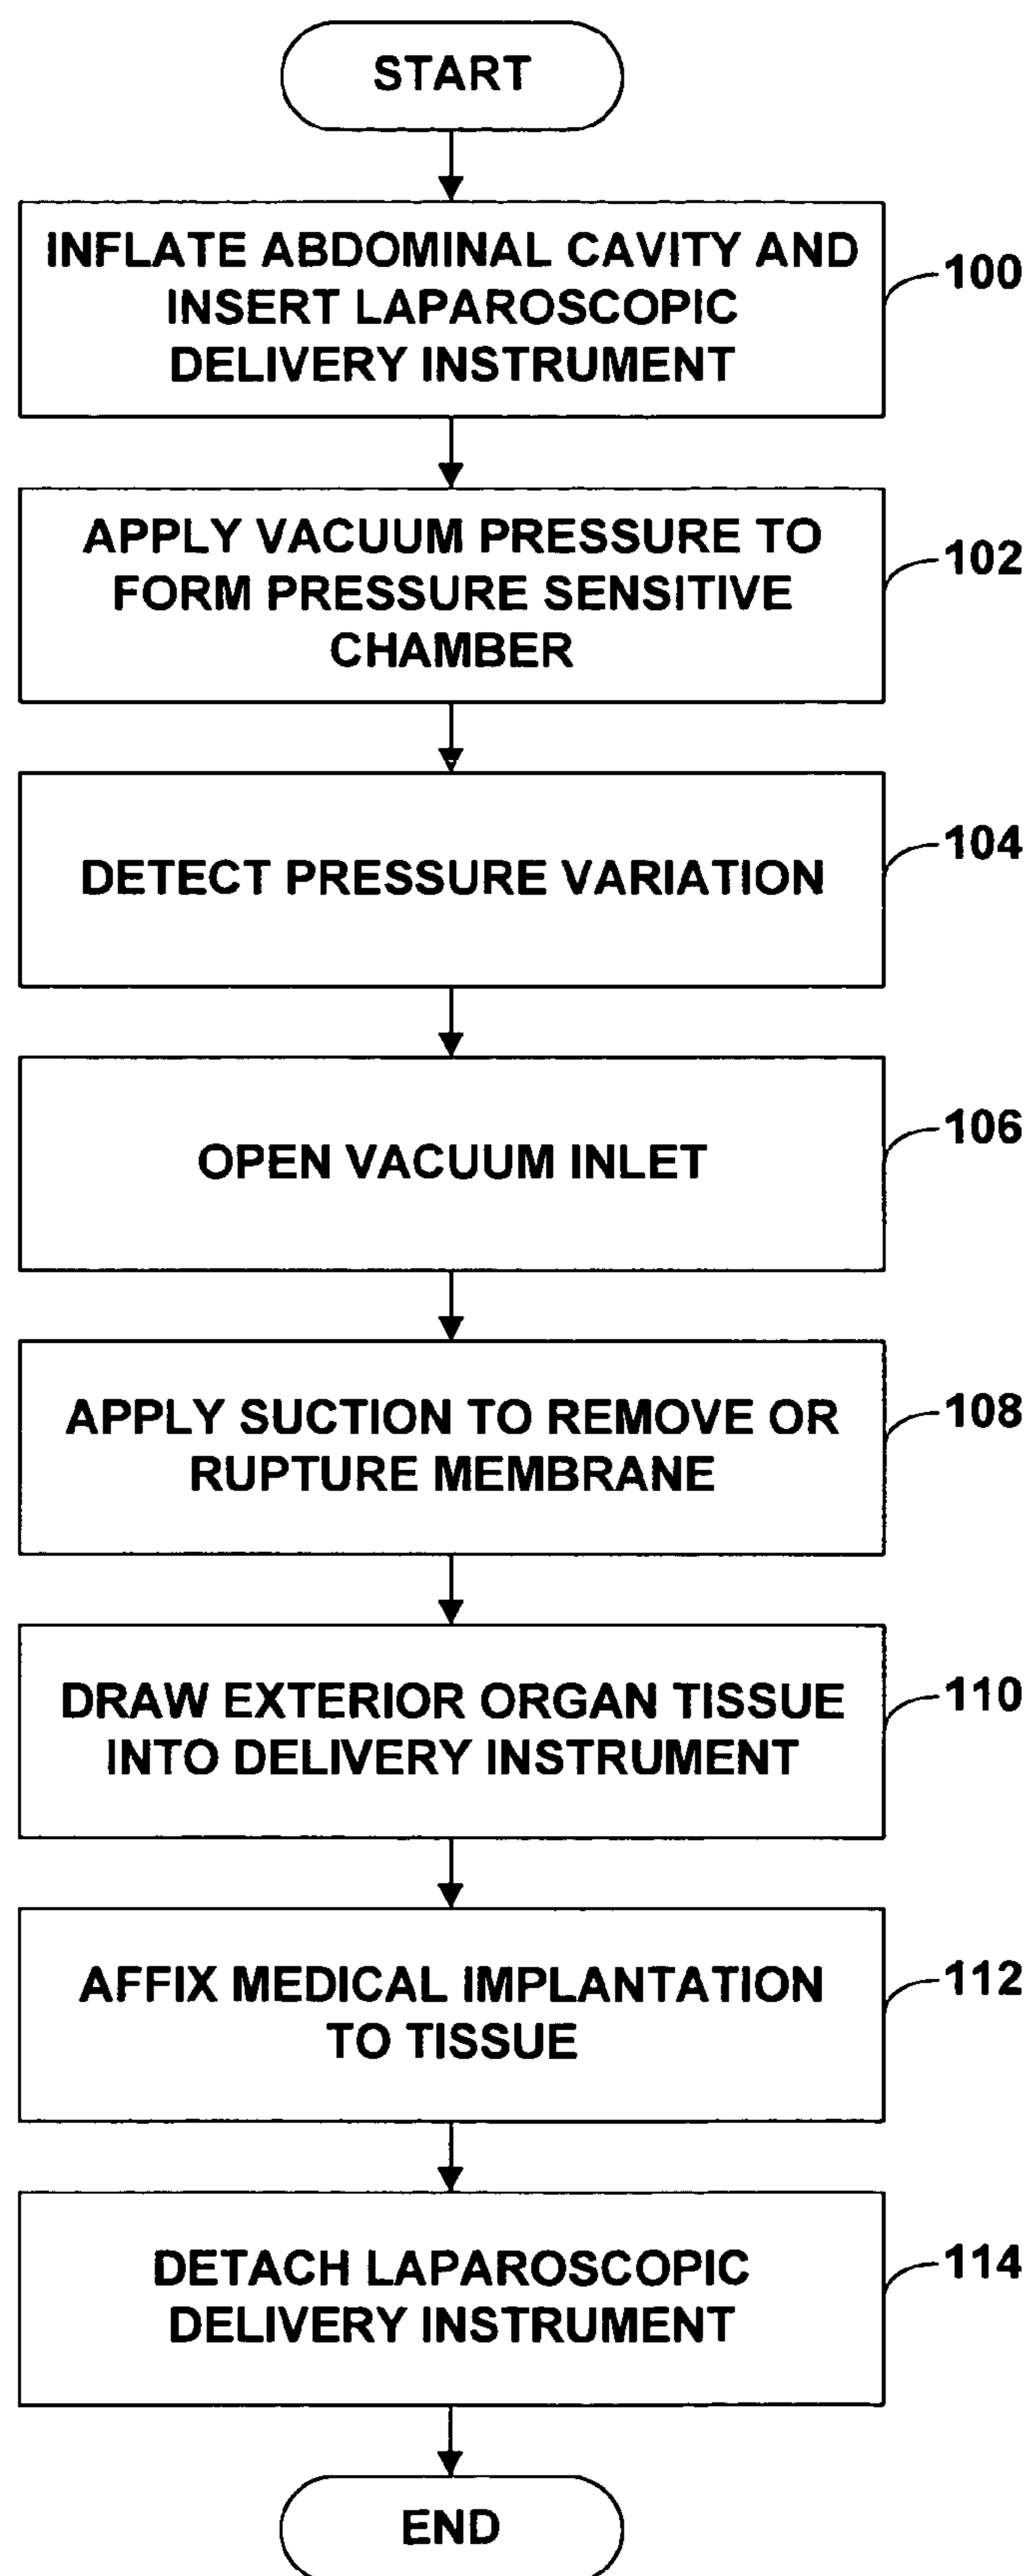 START
INFLATE ABDOMINAL CAVITY AND
INSERT LAPAROSCOPIC
DELIVERY INSTRUMENT
100
APPLY VACUUM PRESSURE TO
FORM PRESSURE SENSITIVE
CHAMBER
102
DETECT PRESSURE VARIATION
104
OPEN VACUUM INLET
106
APPLY SUCTION TO REMOVE OR
RUPTURE MEMBRANE
108
DRAW EXTERIOR ORGAN TISSUE
INTO DELIVERY INSTRUMENT
110
AFFIX MEDICAL IMPLANTATION
TO TISSUE
112
DETACH LAPAROSCOPIC
DELIVERY INSTRUMENT
114
END